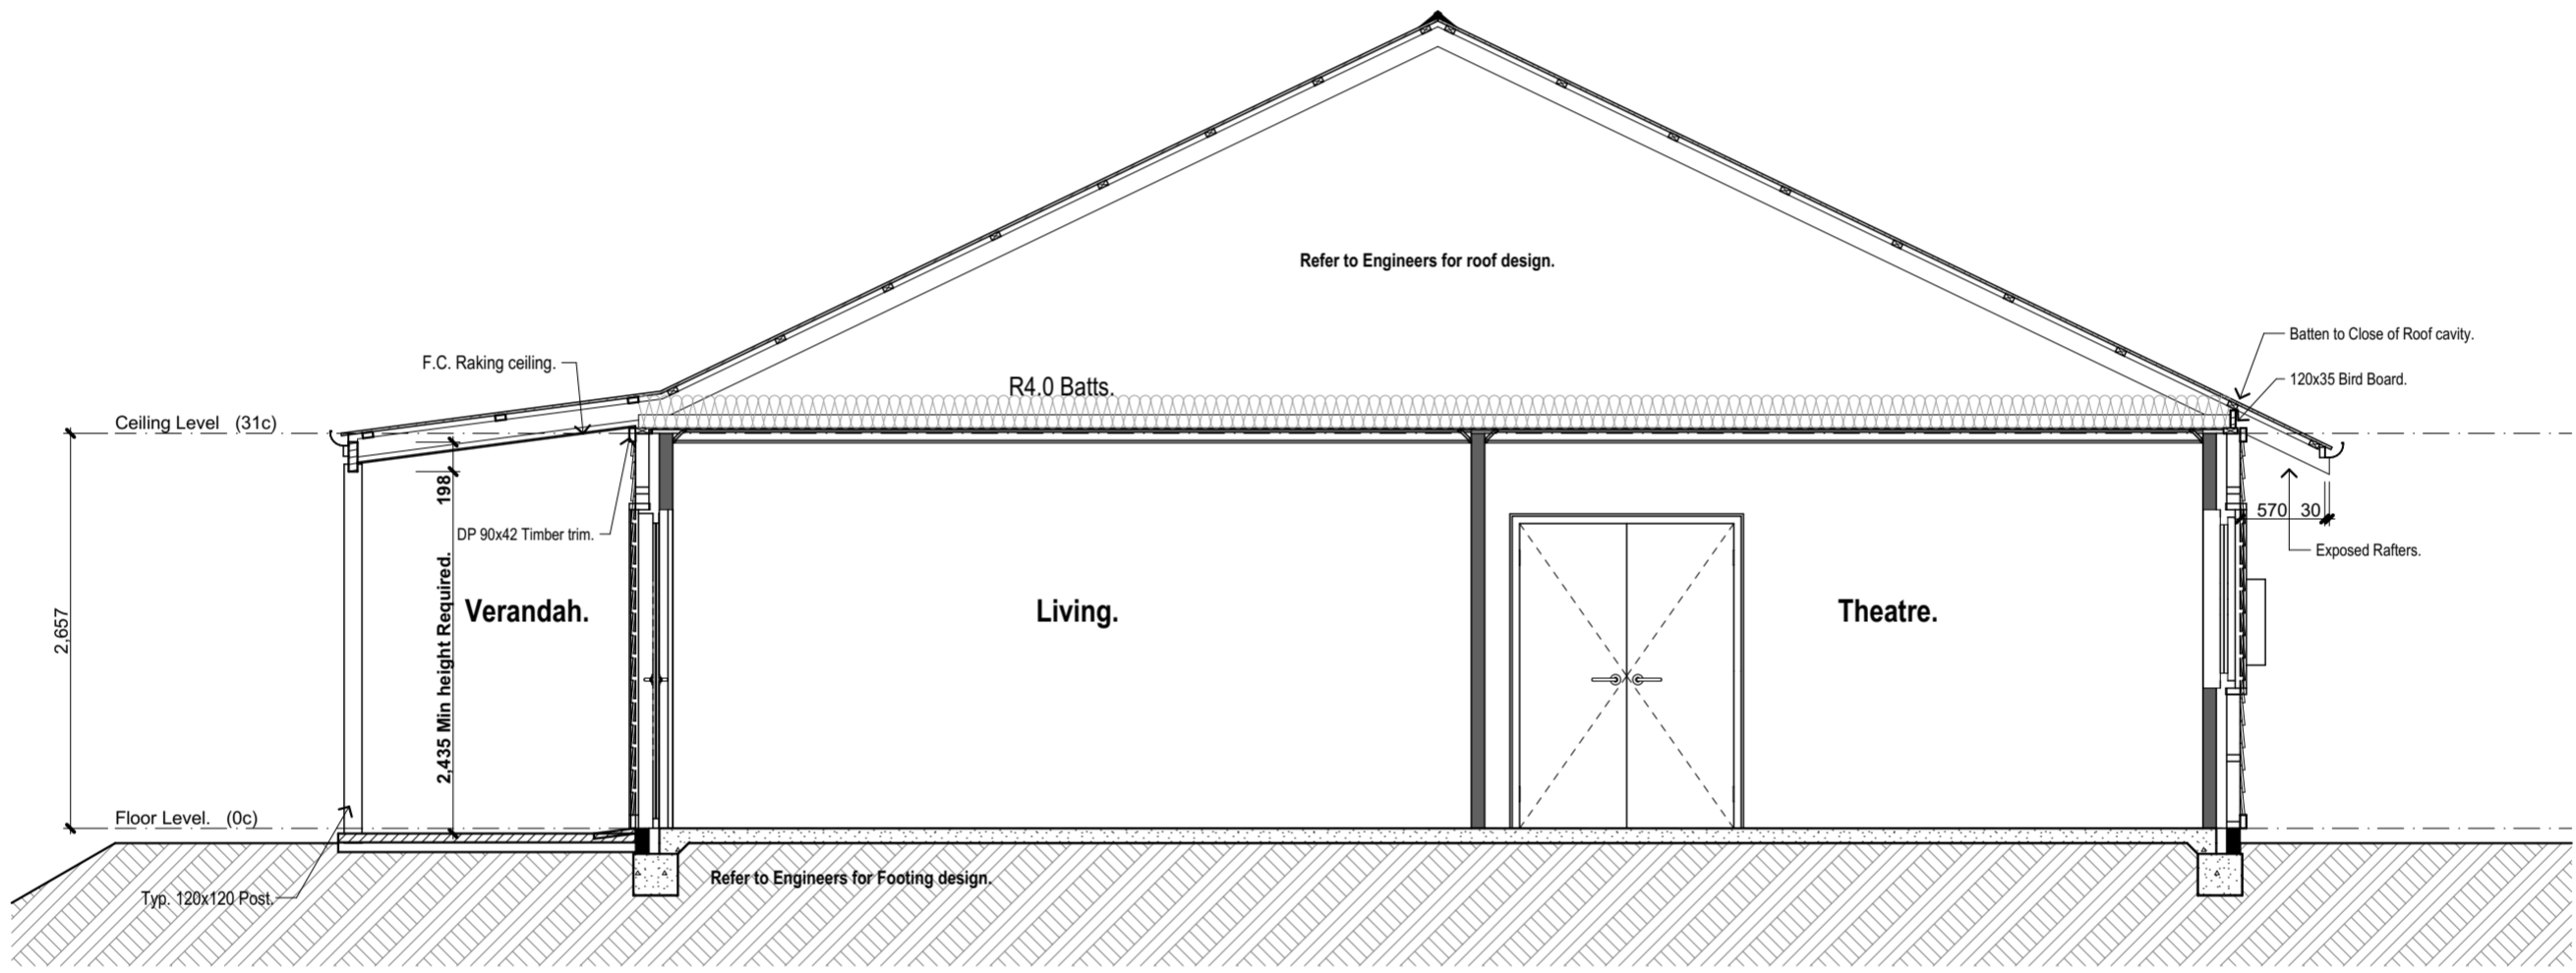 Refer to Engineers for roof design.
Batten to Close of Roof cavity.
F.C. Raking ceiling.
120x35 Bird Board.
R4.0 Batts.
Ceiling Level (31c)
198
570 30
DP 90x42 Timber trim.
Exposed Rafters.
2,657
2,435 Min height Required.
Verandah.
Living.
Theatre.
Floor Level. (0c)
Refer to Engineers for Footing design.
Typ. 120x120 Post.